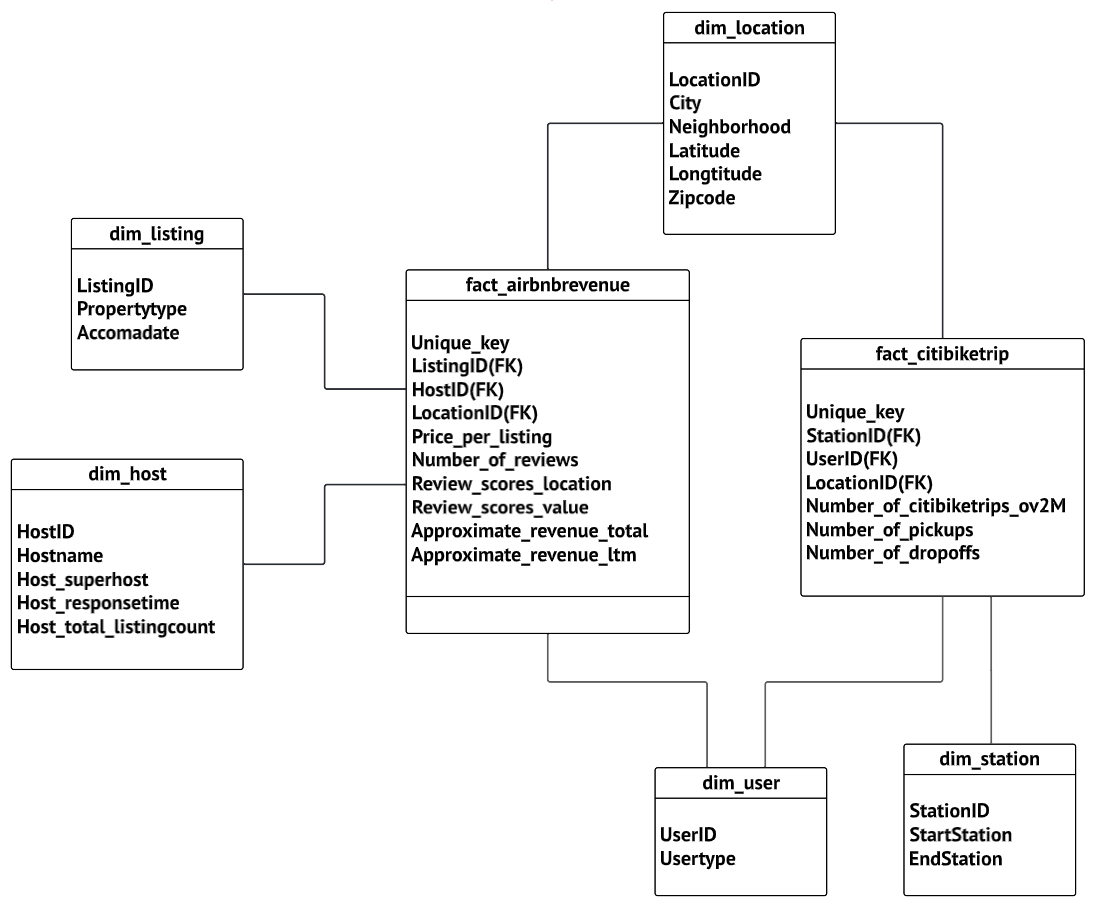 dim_location
LocationID
City
Neighborhood
Latitude
Longtitude
Zipcode
dim_listing
ListingID
Propertytype
Accomadate
fact_airbnbrevenue
Unique_key
ListingID(FK)
HostID(FK)
LocationID(FK)
Price_per_listing
Number_of_reviews
Review_scores_location
Review_scores_value
Approximate_revenue_total
Approximate_revenue_ltm
fact_citibiketrip
Unique_key
StationID(FK)
UserID(FK)
LocationID(FK)
Number_of_citibiketrips_ov2M
Number_of_pickups
Number_of_dropoffs
dim_host
HostID
Hostname
Host_superhost
Host_responsetime
Host_total_listingcount
dim_user
UserID
Usertype
dim_station
StationID
StartStation
EndStation